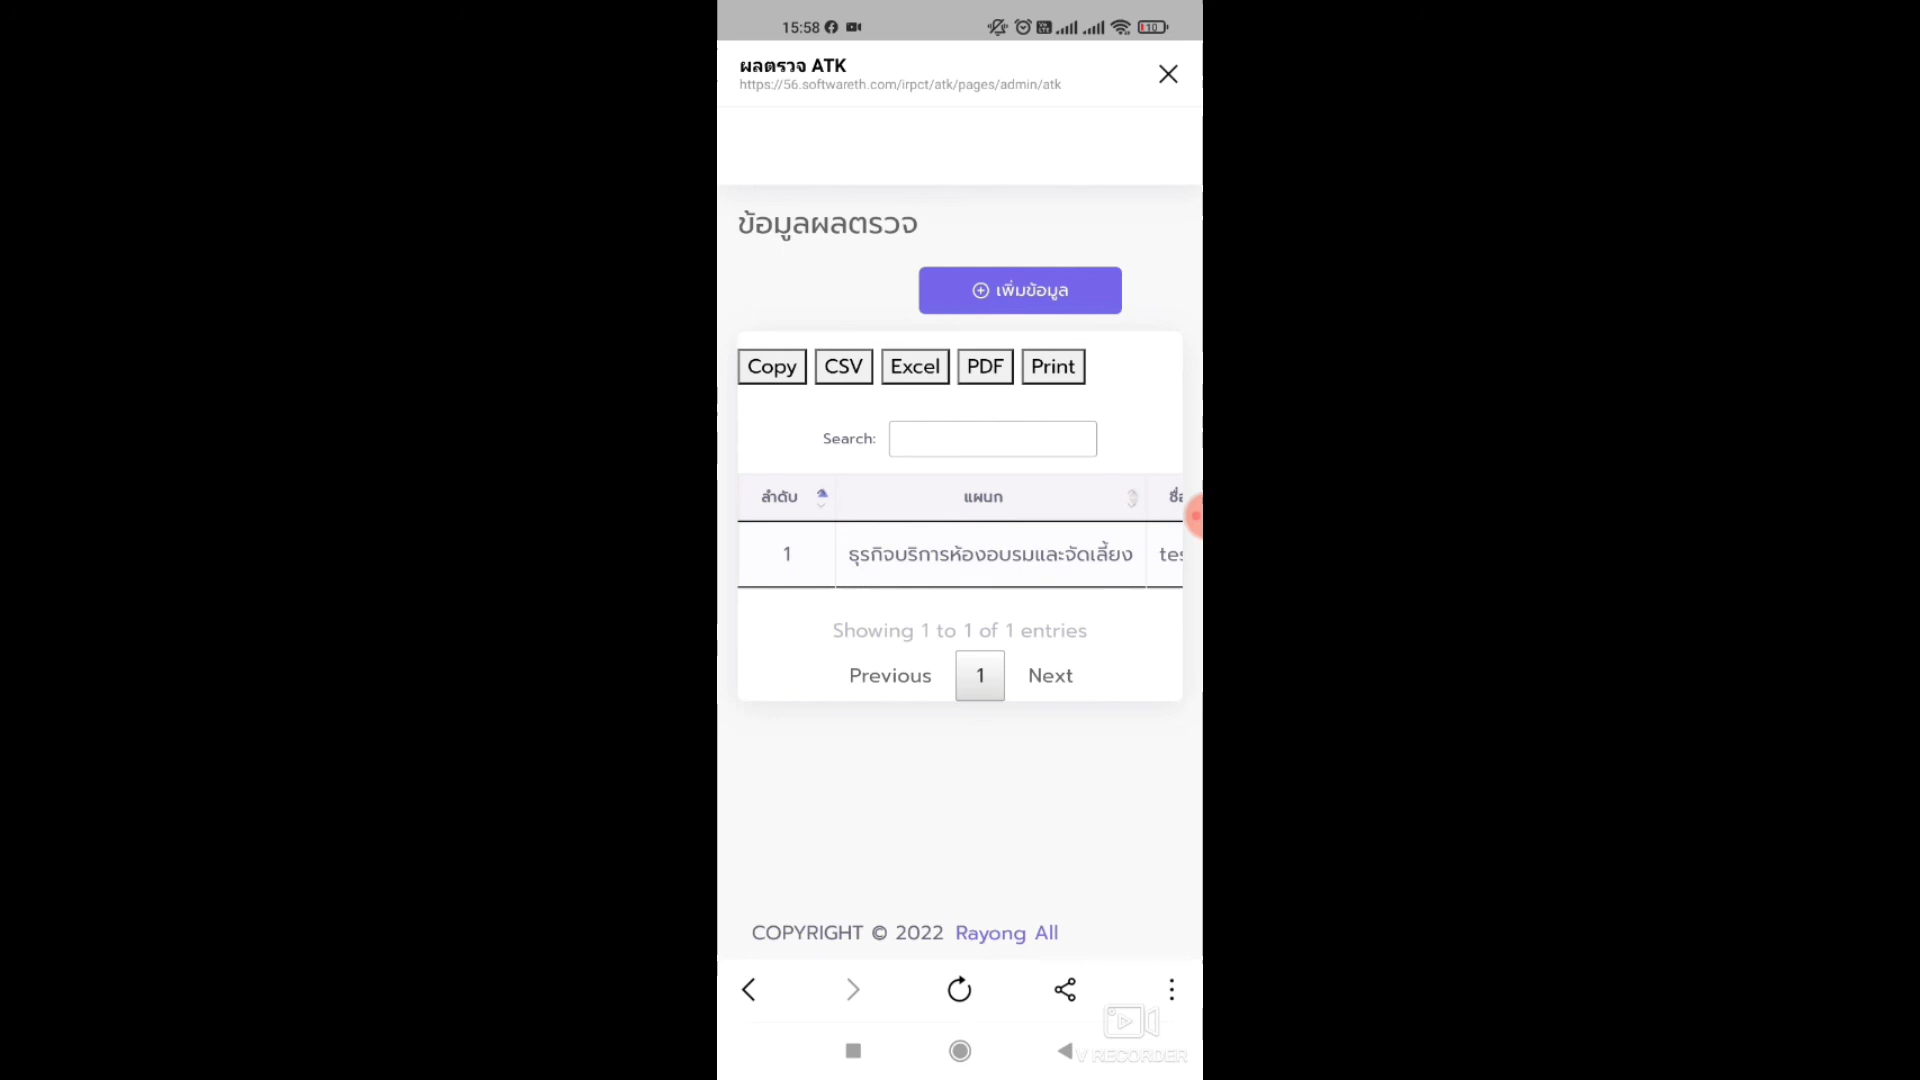 15:58
10
ผลตรวจ ATK
https://56.softwareth.com/irpct/atk/pages/admin/atk
ข้อมูลผลตรวจ
เพิ่มข้อมูล
Copy CSV Excel PDF Print
Search:
ลำดับ แผนก
1 ธุรกิจบริการห้องอบรมและจัดเลี้ยง tes
Showing 1 to 1 of 1 entries
Previous 1 Next
COPYRIGHT © 2022 Rayong All
V RECORDER